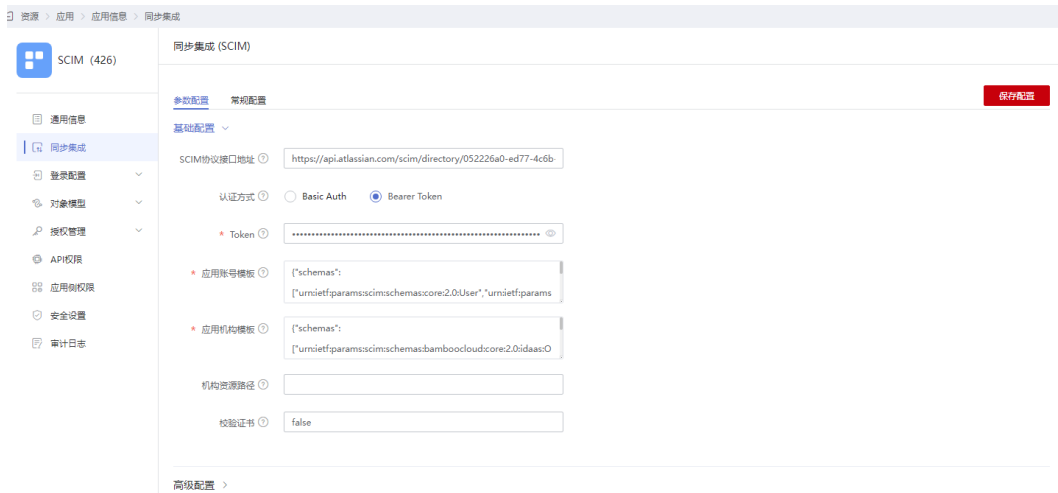 资源 > 应用 > 应用信息 > 同步集成
SCIM（426）
通用信息
同步集成
登录配置
对象模型
授权管理
API权限
应用侧权限
安全设置
审计日志
同步集成 (SCIM)
参数配置 常规配置
保存配置
基础配置
SCIM协议接口地址 https://api.atlassian.com/scim/directory/052226a0-ed77-4c6b-
认证方式 Basic Auth Bearer Token
* Token
* 应用账号模板 {"schemas":
["urn:ietf:params:scim:schemas:core:2.0:User","urn:ietf:params
* 应用机构模板 {"schemas":
["urn:ietf:params:scim:schemas:bamboocloud:core:2.0:idaas:O
机构资源路径
校验证书 false
高级配置 >